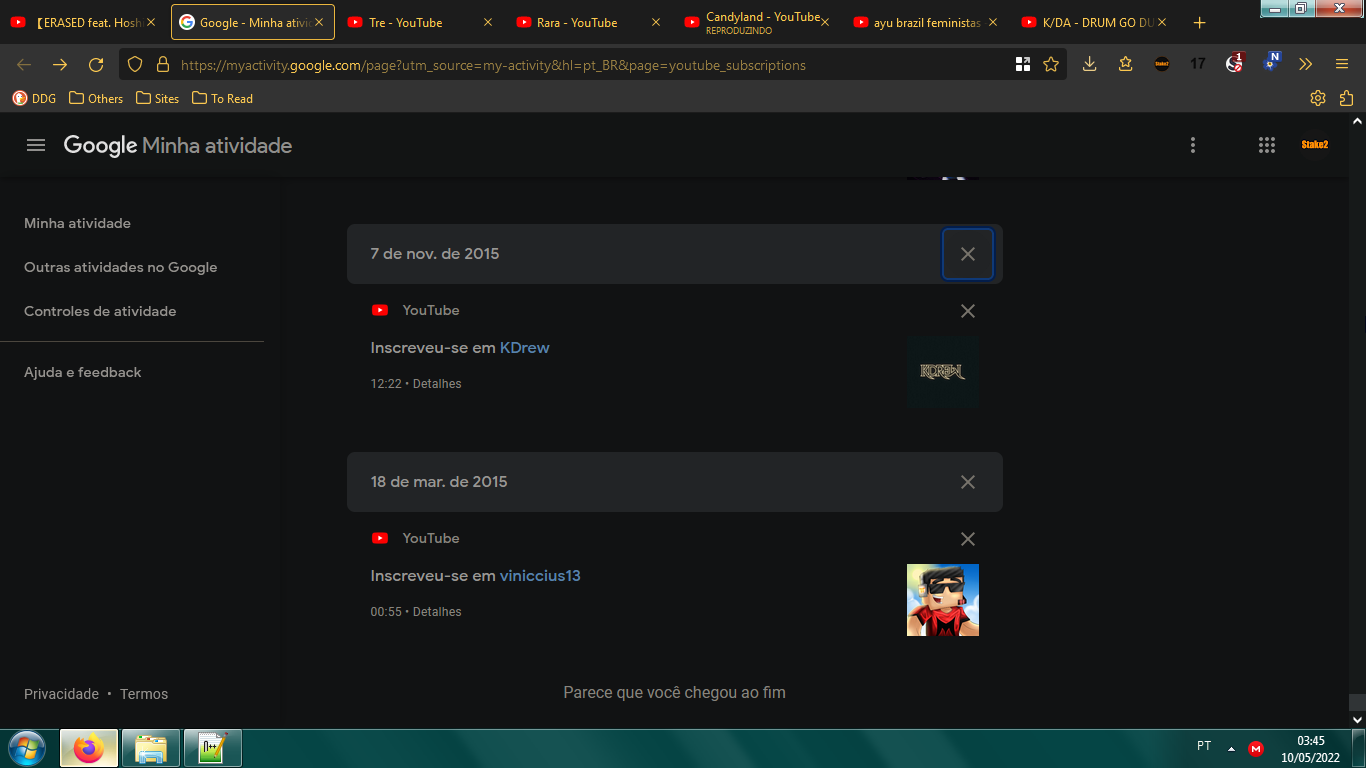 【ERASED feat. Hoshi
Google - Minha ativid
Tre - YouTube
Rara - YouTube
Candyland - YouTube
REPRODUZINDO
ayu brazil feministas
K/DA - DRUM GO DU
https://myactivity.google.com/page?utm_source=my-activity&hl=pt_BR&page=youtube_subscriptions
17
1
N
DDG
Others
Sites
To Read
Google Minha atividade
Stake2
Minha atividade
Outras atividades no Google
Controles de atividade
Ajuda e feedback
7 de nov. de 2015
YouTube
Inscreveu-se em KDrew
KDREW
12:22 • Detalhes
18 de mar. de 2015
YouTube
Inscreveu-se em viniccius13
00:55 • Detalhes
Parece que você chegou ao fim
Privacidade • Termos
PT
03:45
10/05/2022